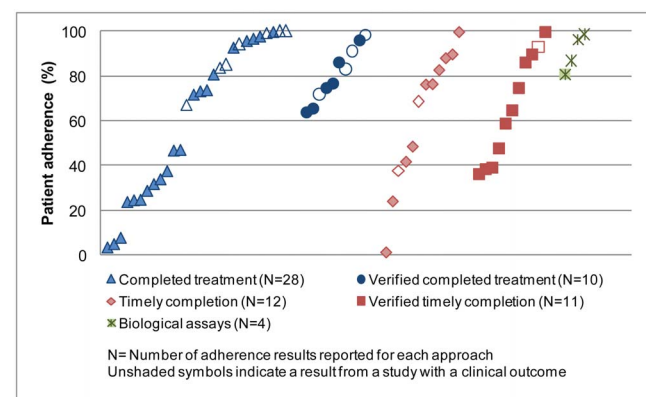 Patient adherence (%)
100
80
60
40
20
0
Completed treatment (N=28)
Verified completed treatment (N=10)
Timely completion (N=12)
Verified timely completion (N=11)
Biological assays (N=4)
N= Number of adherence results reported for each approach
Unshaded symbols indicate a result from a study with a clinical outcome